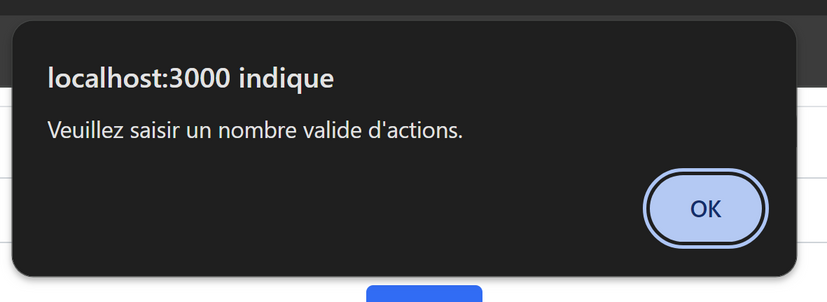 localhost:3000 indique
Veuillez saisir un nombre valide d'actions.
OK